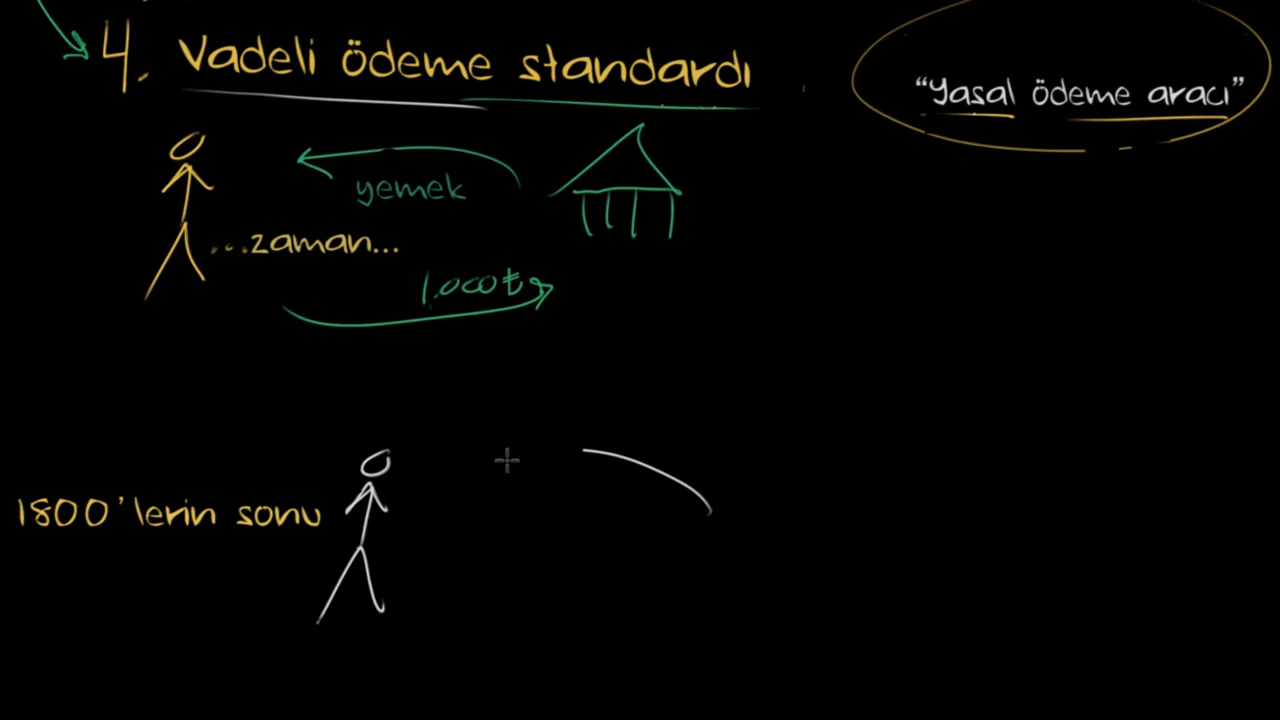 4. Vadeli ödeme standardı
"Yasal ödeme aracı"
yemek
...zaman...
1.000₺
1800'lerin sonu